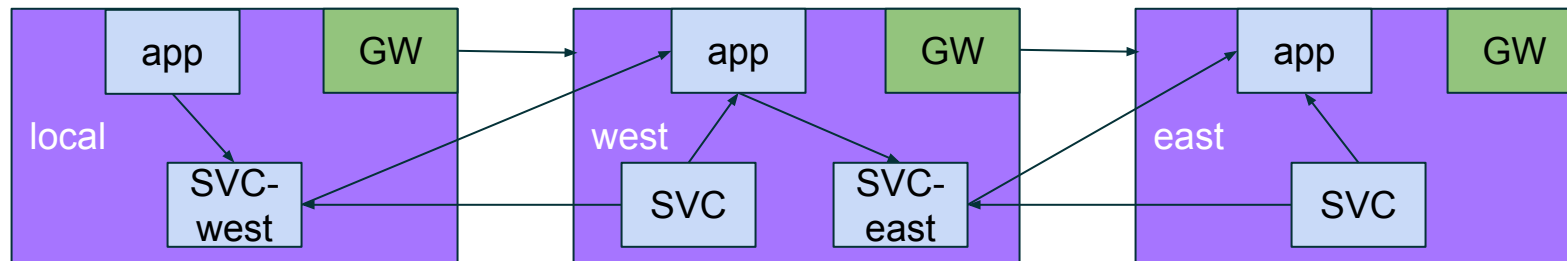 app
GW
local
SVC-
west
app
GW
west
SVC
SVC-
east
app
GW
east
SVC